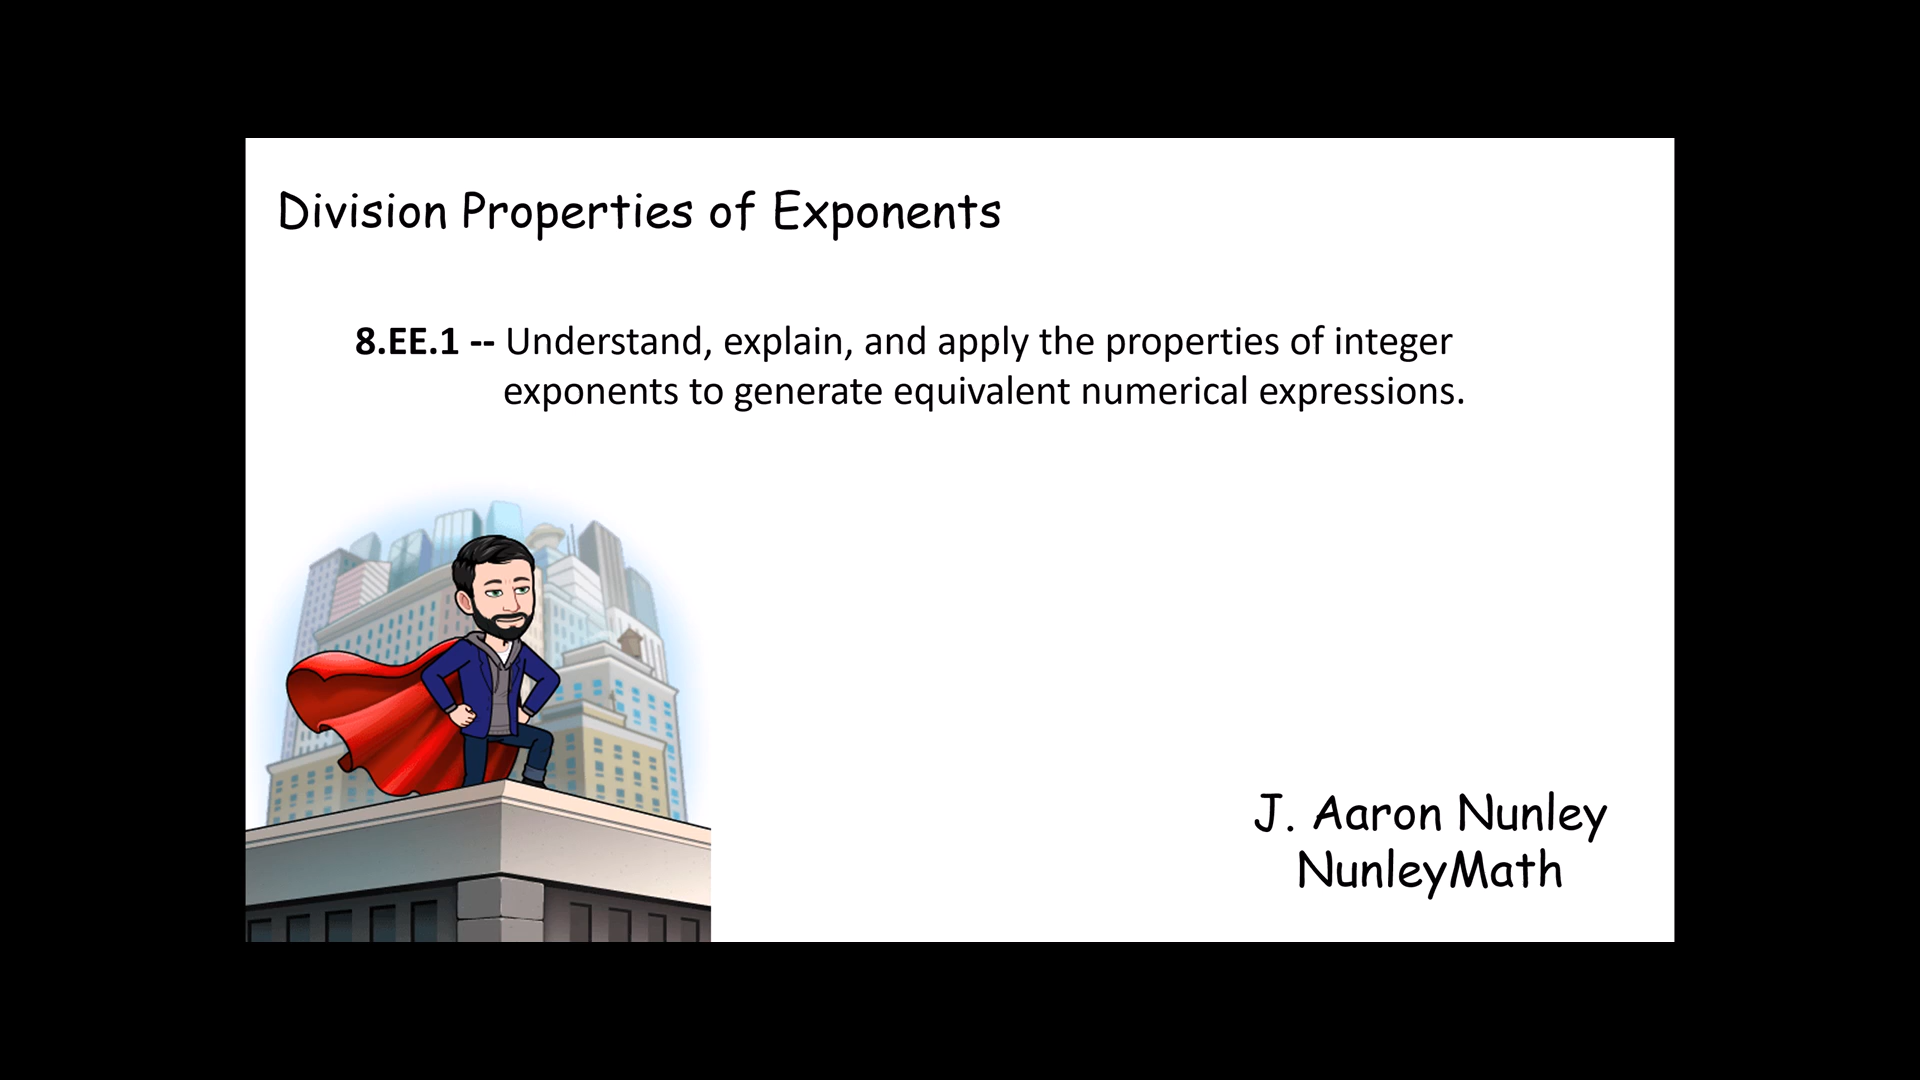 Division Properties of Exponents
8.EE.1 -- Understand, explain, and apply the properties of integer
exponents to generate equivalent numerical expressions.
J. Aaron Nunley
NunleyMath